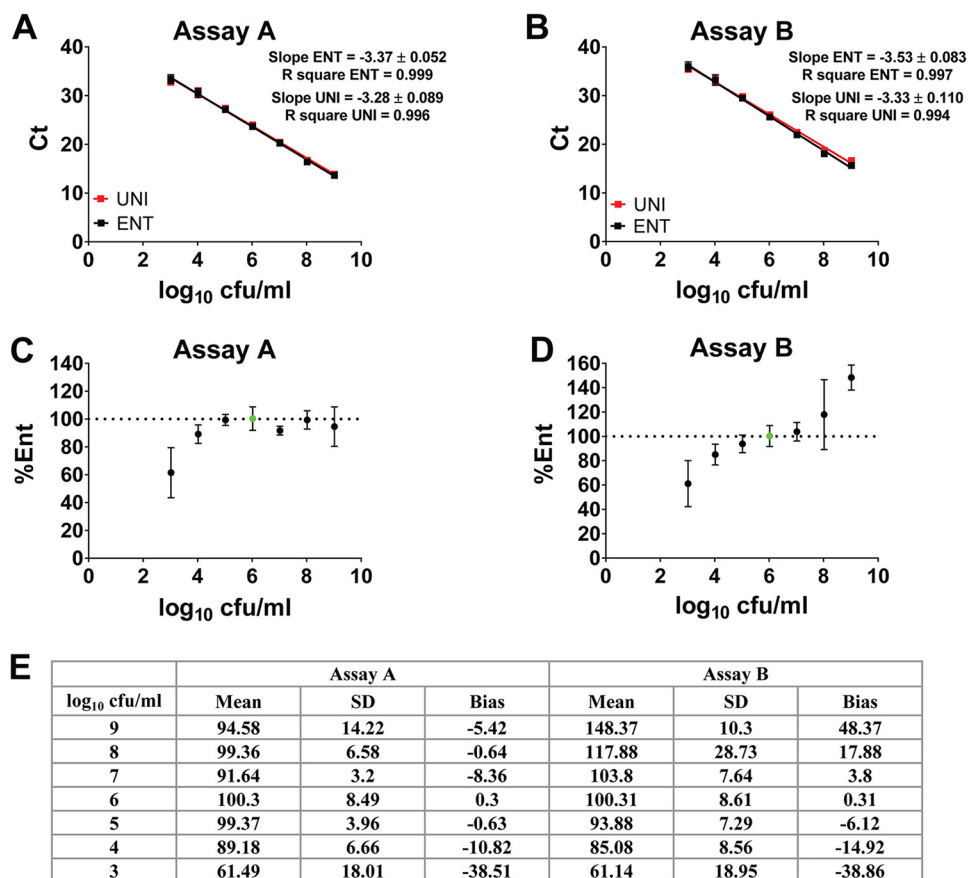 A
Assay A
Slope ENT = -3.37 ± 0.052
R square ENT = 0.999
Slope UNI = -3.28 ± 0.089
R square UNI = 0.996
40
30
20
10
0
Ct
UNI
ENT
0 2 4 6 8 10
log10 cfu/ml
B
Assay B
Slope ENT = -3.53 ± 0.083
R square ENT = 0.997
Slope UNI = -3.33 ± 0.110
R square UNI = 0.994
40
30
20
10
0
Ct
UNI
ENT
0 2 4 6 8 10
log10 cfu/ml
C
Assay A
140
120
100
80
60
40
20
0
%Ent
0 2 4 6 8 10
log10 cfu/ml
D
Assay B
160
140
120
100
80
60
40
20
0
%Ent
0 2 4 6 8 10
log10 cfu/ml
E
Assay A Assay B
log10 cfu/ml Mean SD Bias Mean SD Bias
9 94.58 14.22 -5.42 148.37 10.3 48.37
8 99.36 6.58 -0.64 117.88 28.73 17.88
7 91.64 3.2 -8.36 103.8 7.64 3.8
6 100.3 8.49 0.3 100.31 8.61 0.31
5 99.37 3.96 -0.63 93.88 7.29 -6.12
4 89.18 6.66 -10.82 85.08 8.56 -14.92
3 61.49 18.01 -38.51 61.14 18.95 -38.86